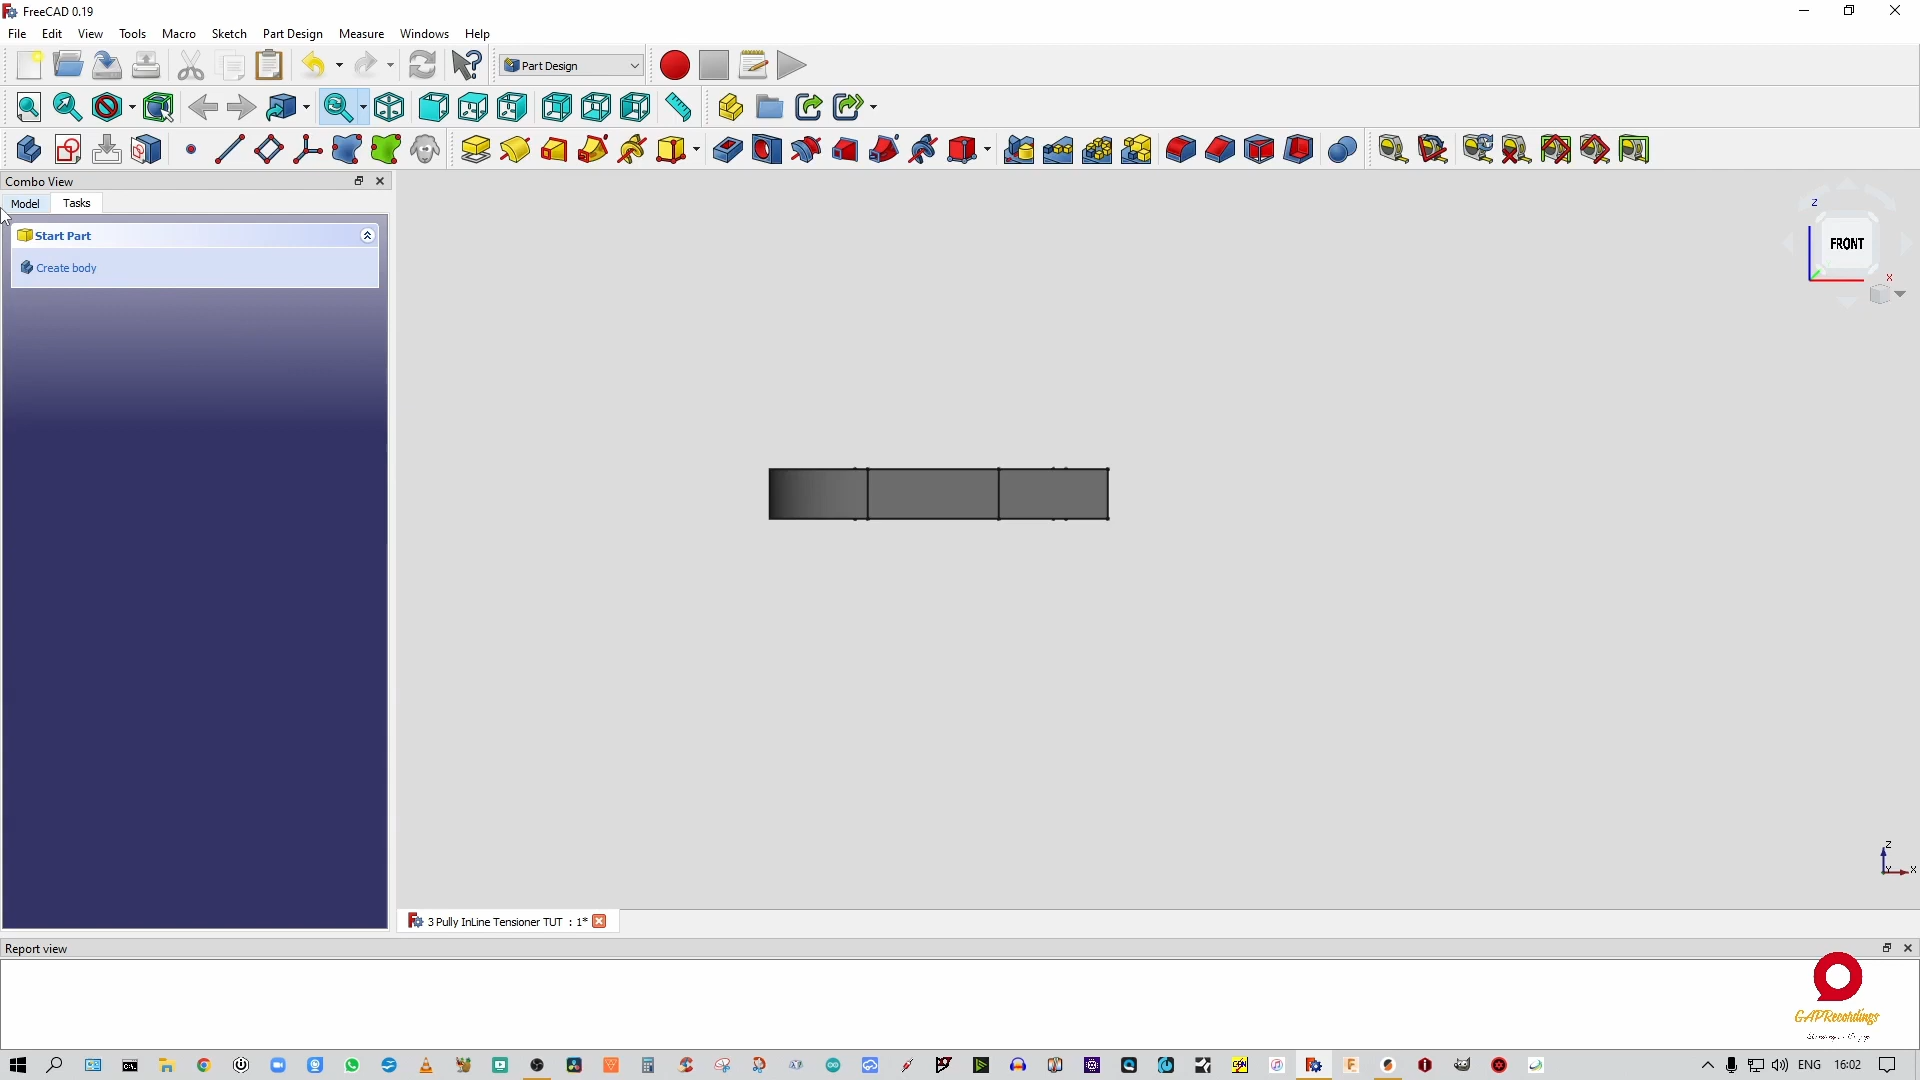 FreeCAD 0.19
File Edit View Tools Macro Sketch Part Design Measure Windows Help
Part Design
Combo View
Model Tasks
Start Part
Create body
Z
FRONT
X
Z
Y
X
3 Pully InLine Tensioner TUT : 1*
Report view
GAPRecordings
ENG 16:02